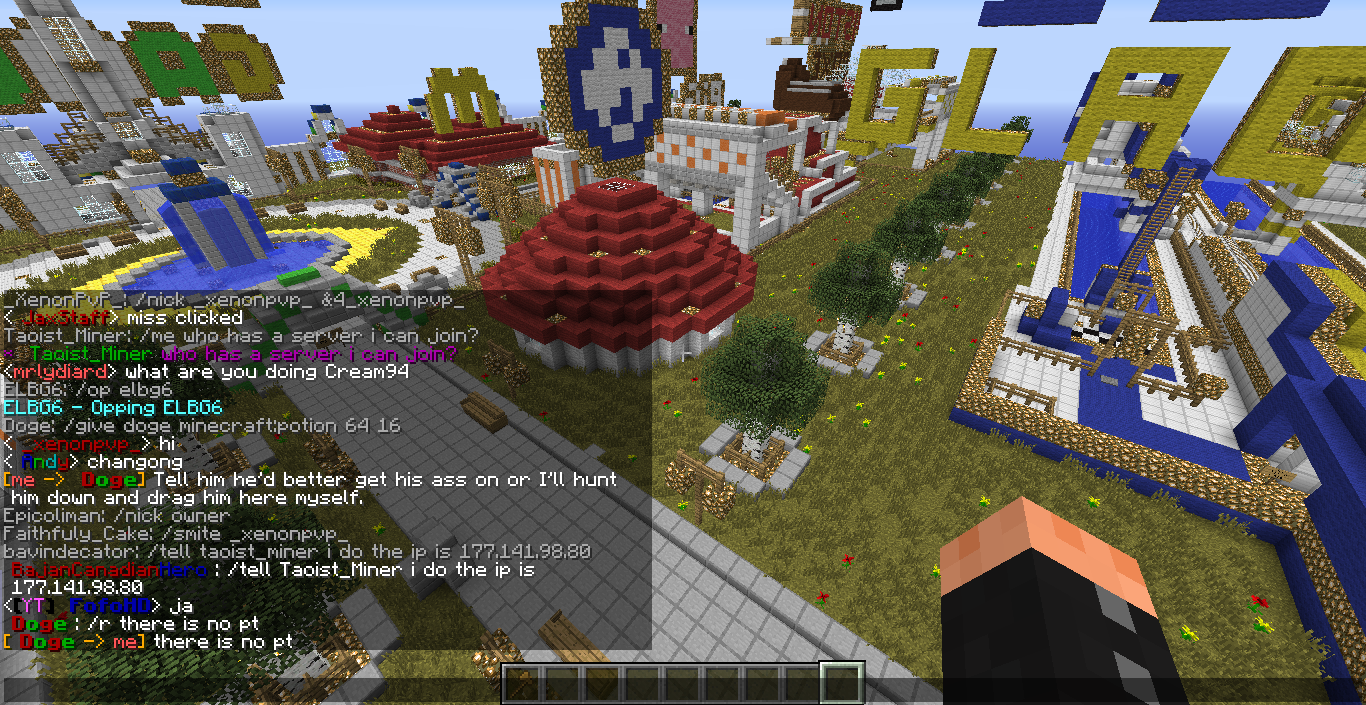 AD
m
GLAE
_XenonPvP_: /nick _xenonpvp_ &4_xenonpvp_
< JaxStaff> miss clicked
Taoist_Miner: /me who has a server i can join?
* Taoist_Miner who has a server i can join?
<mrlydiard> what are you doing Cream94
ELBG6: /op elbg6
ELBG6 - Opping ELBG6
Doge: /give doge minecraft:potion 64 16
< _xenonpvp_> hi
< Andy> changong
[me -> Doge] Tell him he'd better get his ass on or I'll hunt
him down and drag him here myself.
Epicoliman: /nick owner
Faithfuly_Cake: /smite _xenonpvp_
bavindecator: /tell taoist_miner i do the ip is 177.141.98.80
BajanCanadianHero : /tell Taoist_Miner i do the ip is
177.141.98.80
<[YT] FofoMD> ja
Doge : /r there is no pt
[ Doge -> me] there is no pt